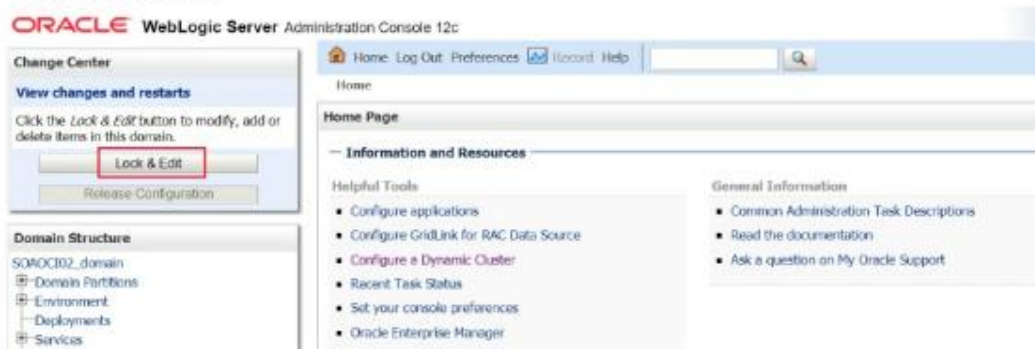 ORACLE WebLogic Server Administration Console 12c
Change Center
View changes and restarts
Click the Lock & Edit button to modify, add or
delete items in this domain.
Lock & Edit
Release Configuration
Domain Structure
SOAOCI02_domain
Domain Partitions
Environment
Deployments
Services
Home Log Out Preferences Record Help
Home
Home Page
Information and Resources
Helpful Tools
Configure applications
Configure GridLink for RAC Data Source
Configure a Dynamic Cluster
Recent Task Status
Set your console preferences
Oracle Enterprise Manager
General Information
Common Administration Task Descriptions
Read the documentation
Ask a question on My Oracle Support